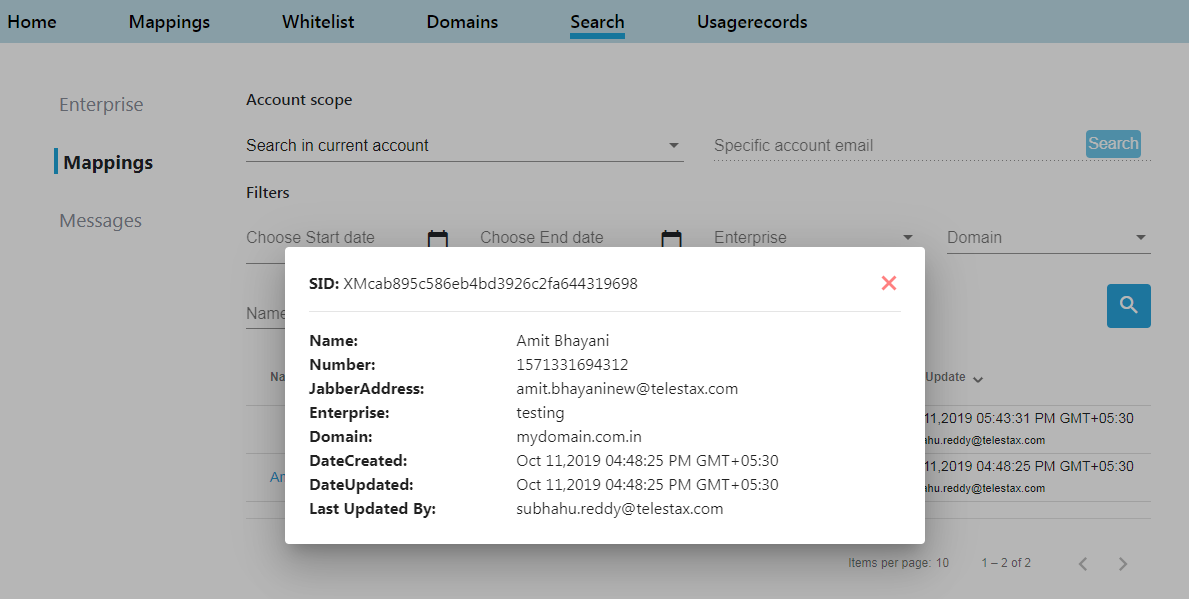 Home Mappings Whitelist Domains Search Usagerecords
Enterprise
Mappings
Messages
Account scope
Search in current account Specific account email Search
Filters
Choose Start date Choose End date Enterprise Domain
Name
SID: XMcab895c586eb4bd3926c2fa644319698
Name: Amit Bhayani
Number: 1571331694312
JabberAddress: amit.bhayaninew@telestax.com
Enterprise: testing
Domain: mydomain.com.in
DateCreated: Oct 11,2019 04:48:25 PM GMT+05:30
DateUpdated: Oct 11,2019 04:48:25 PM GMT+05:30
Last Updated By: subhahu.reddy@telestax.com
Update
11,2019 05:43:31 PM GMT+05:30
ahu.reddy@telestax.com
11,2019 04:48:25 PM GMT+05:30
ahu.reddy@telestax.com
Items per page: 10 1 – 2 of 2